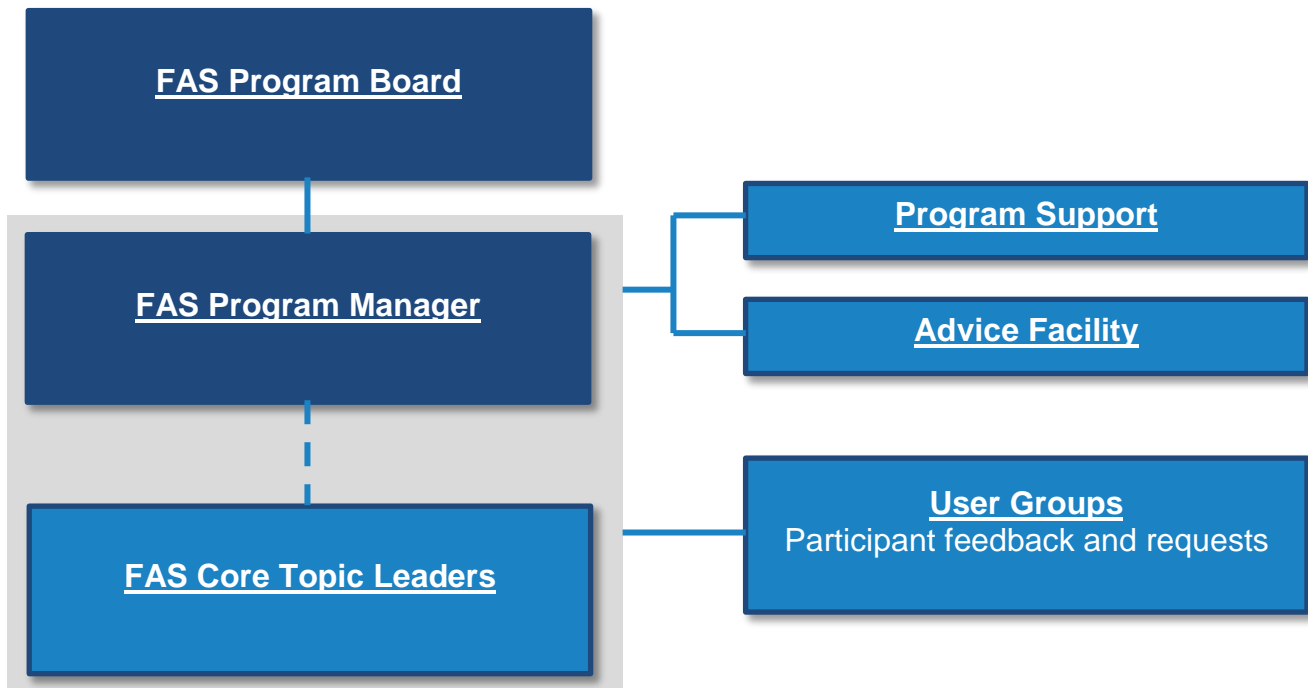 FAS Program Board
Program Support
FAS Program Manager
Advice Facility
User Groups
Participant feedback and requests
FAS Core Topic Leaders